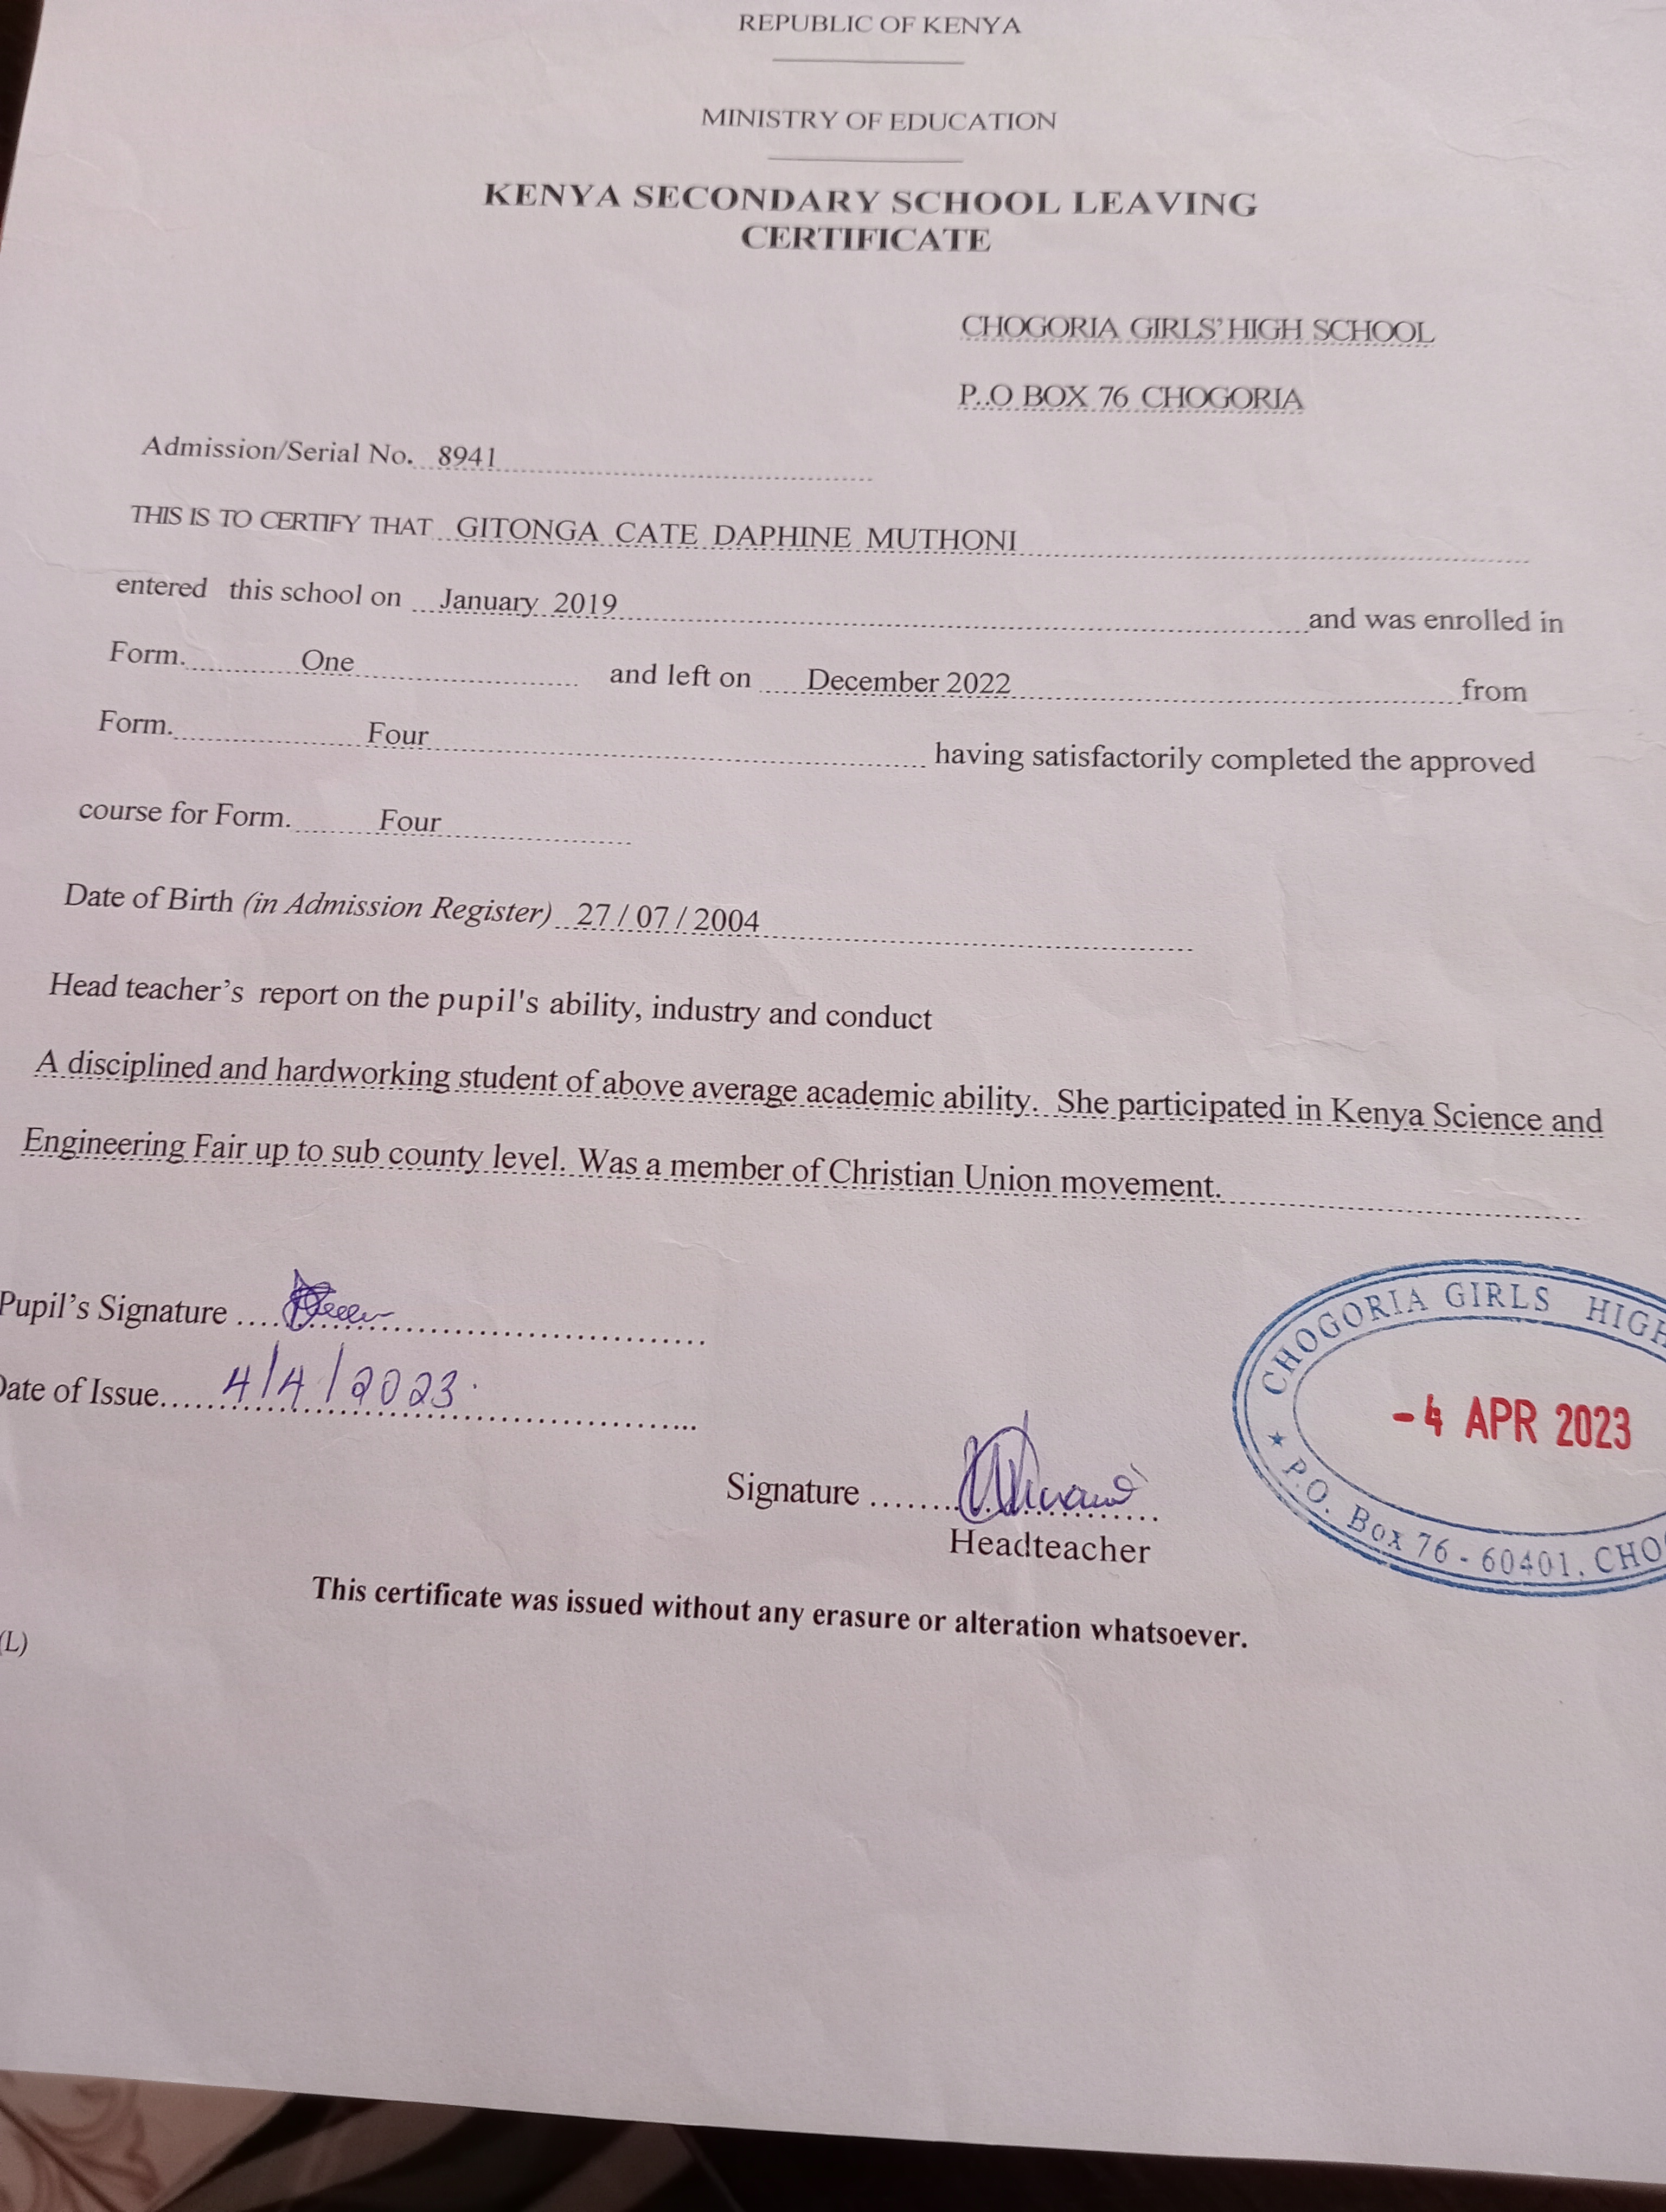 REPUBLIC OF KENYA
MINISTRY OF EDUCATION
KENYA SECONDARY SCHOOL LEAVING
CERTIFICATE
CHOGORIA GIRLS' HIGH SCHOOL
P..O BOX 76 CHOGORIA
Admission/Serial No. 8941
THIS IS TO CERTIFY THAT GITONGA CATE DAPHINE MUTHONI
entered this school on January 2019 and was enrolled in
Form. One and left on December 2022 from
Form. Four having satisfactorily completed the approved
course for Form. Four
Date of Birth (in Admission Register) 27 / 07 / 2004
Head teacher's report on the pupil's ability, industry and conduct
A disciplined and hardworking student of above average academic ability. She participated in Kenya Science and
Engineering Fair up to sub county level. Was a member of Christian Union movement.
Pupil's Signature
Date of Issue 4/4/2023
CHOGORIA GIRLS HIGH
-4 APR 2023
P.O. Box 76 - 60401, CHO
Signature
Headteacher
This certificate was issued without any erasure or alteration whatsoever.
(L)